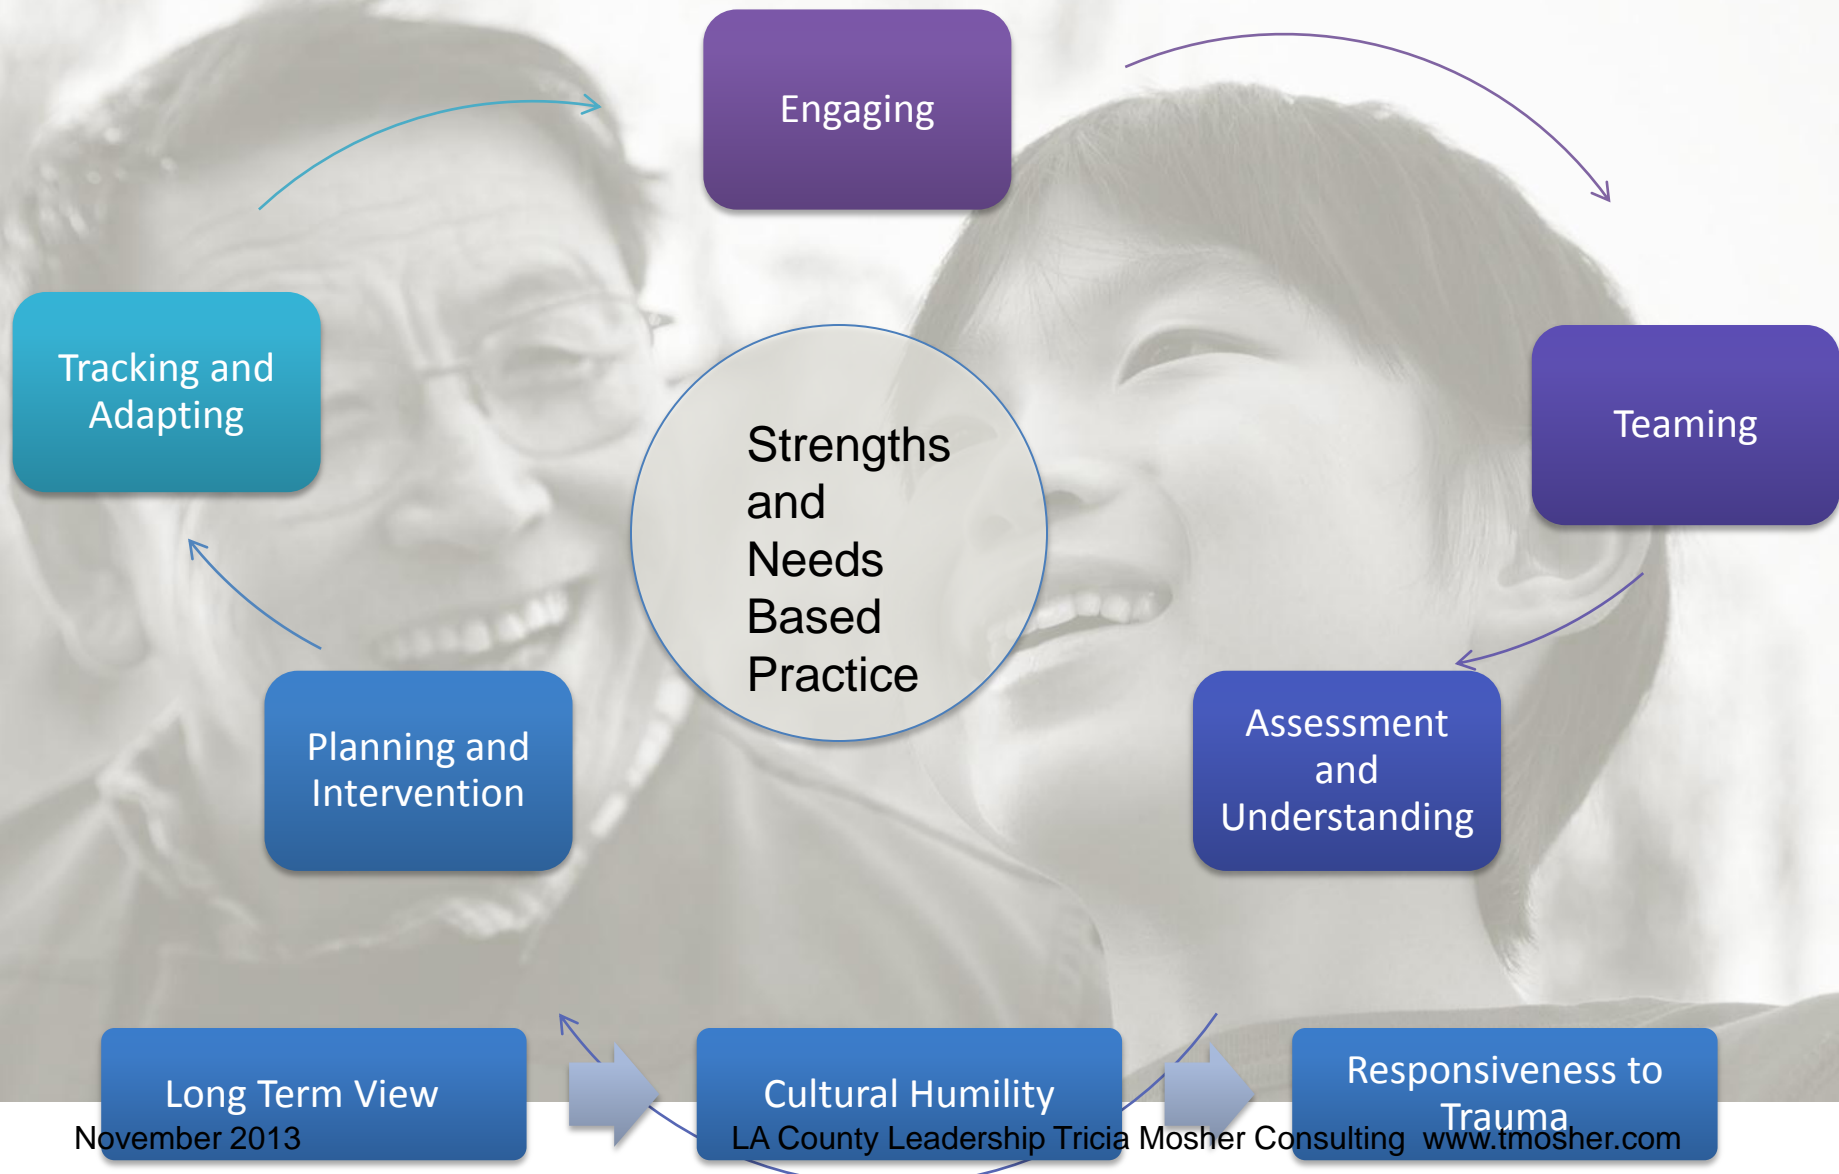 Engaging
Tracking and
Adapting
Teaming
Strengths
and
Needs
Based
Practice
Planning and
Intervention
Assessment
and
Understanding
Long Term View
Cultural Humility
Responsiveness to
Trauma
November 2013
LA County Leadership Tricia Mosher Consulting www.tmosher.com